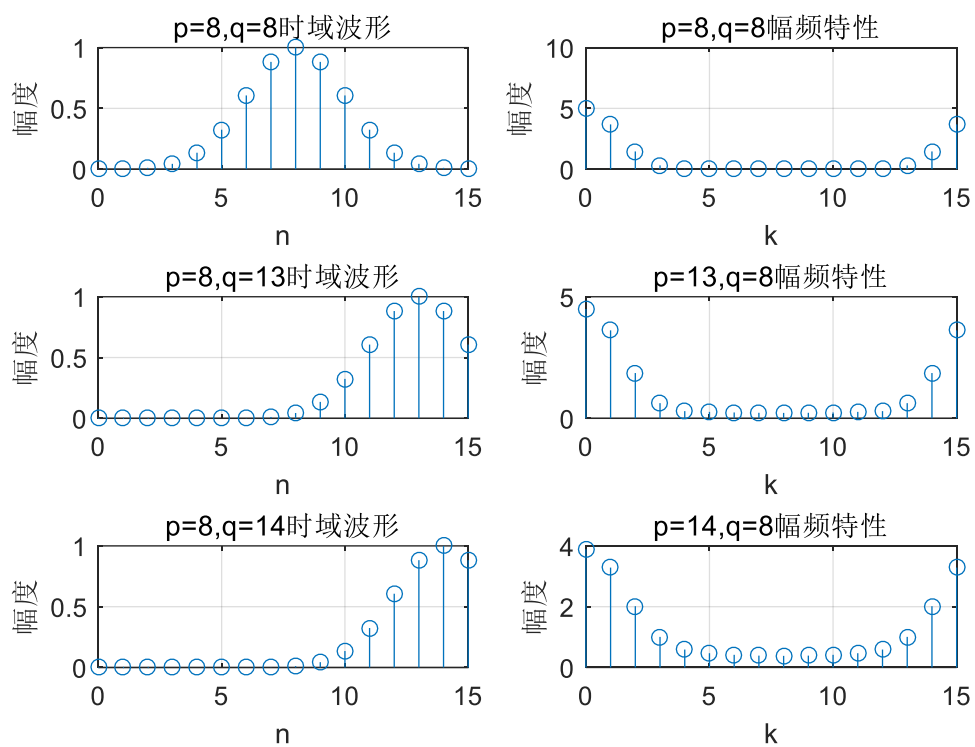 p=8,q=8时域波形
幅度
1
0.5
0
0 5 10 15
n
p=8,q=8幅频特性
幅度
10
5
0
0 5 10 15
k
p=8,q=13时域波形
幅度
1
0.5
0
0 5 10 15
n
p=13,q=8幅频特性
幅度
5
0
0 5 10 15
k
p=8,q=14时域波形
幅度
1
0.5
0
0 5 10 15
n
p=14,q=8幅频特性
幅度
4
2
0
0 5 10 15
k